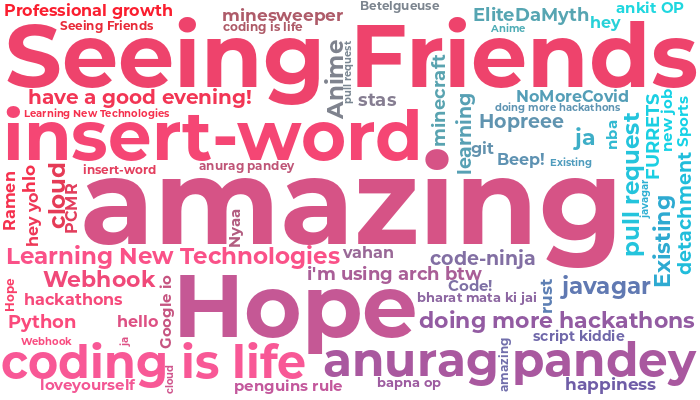 Professional growth
Seeing Friends
minesweeper
coding is life
Betelgueuse
EliteDaMyth
Anime
hey
ankit OP
Seeing Friends
have a good evening!
Anime
pull request
stas
minecraft
learning
NoMoreCovid
doing more hackathons
Hopreee
Learning New Technologies
insert-word
git
Beep!
ja
Existing
nba
pull request
javagar
FURRETS
new job
Sports
insert-word
anurag pandey
Ramen
hey yohlo
cloud
PCMR
amazing
Nyaa
Existing
detachment
Learning New Technologies
vahan
code-ninja
i'm using arch btw
Webhook
Google io
Hope
Code!
bharat mata ki jai
rust
javagar
Hope
hackathons
Python
hello
doing more hackathons
Webhook
ja
script kiddie
coding is life
anurag pandey
amazing
loveyourself
cloud
penguins rule
bapna op
happiness